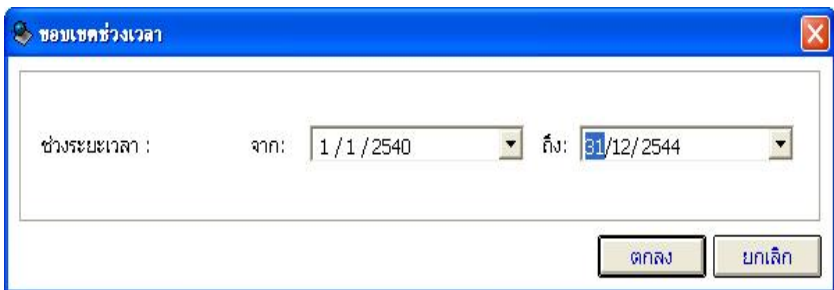 ขอบเขตช่วงเวลา
ช่วงระยะเวลา : จาก: 1 / 1 / 2540 ถึง: 31/12/ 2544
ตกลง ยกเลิก